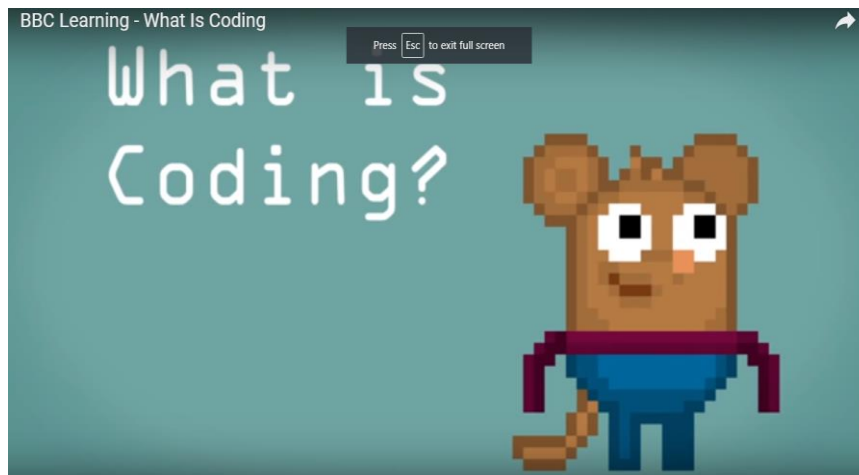 BBC Learning - What Is Coding
Press Esc to exit full screen
What is
Coding?